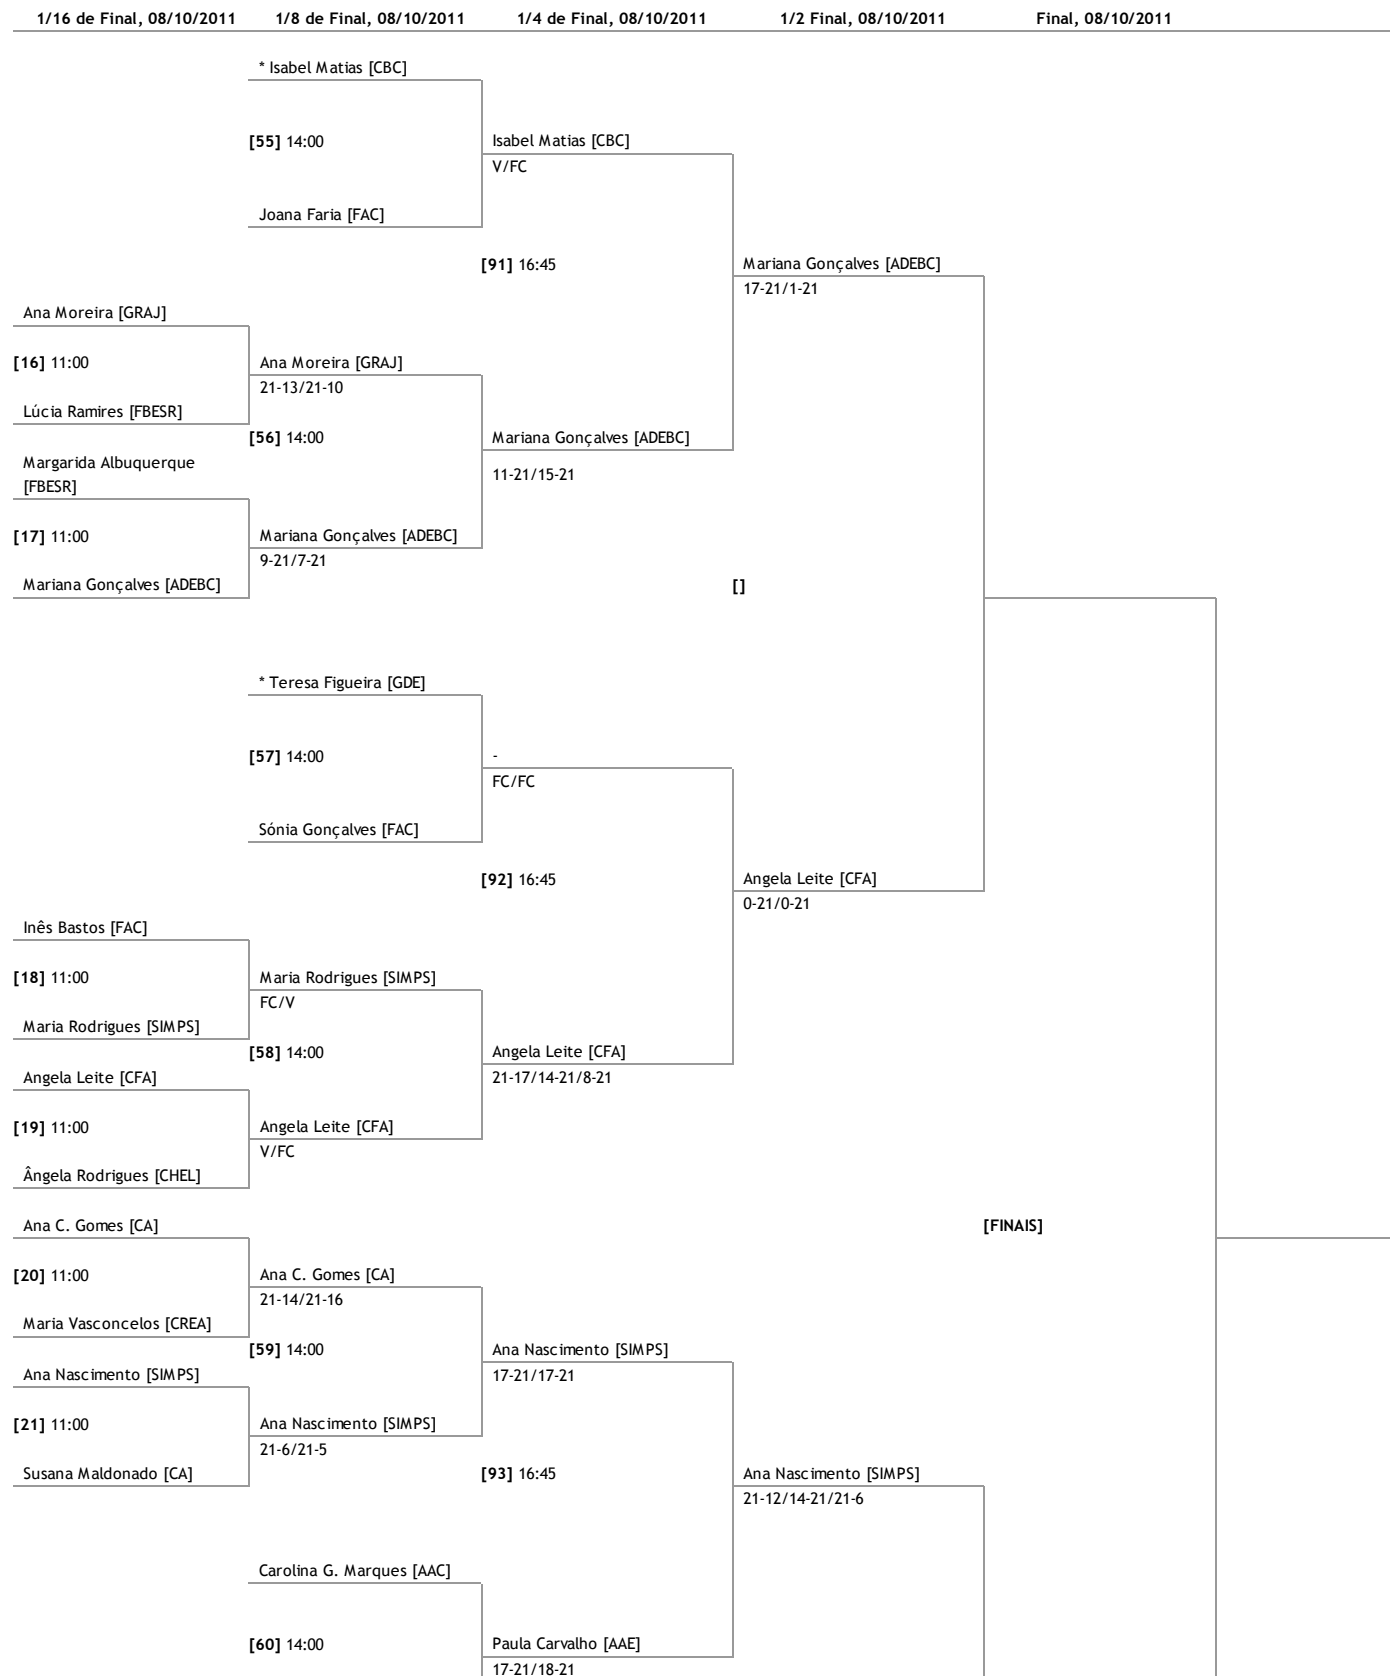 1/16 de Final, 08/10/2011 1/8 de Final, 08/10/2011 1/4 de Final, 08/10/2011 1/2 Final, 08/10/2011 Final, 08/10/2011
* Isabel Matias [CBC]
[55] 14:00 Isabel Matias [CBC]
V/FC
Joana Faria [FAC]
[91] 16:45 Mariana Gonçalves [ADEBC]
17-21/1-21
Ana Moreira [GRAJ]
[16] 11:00 Ana Moreira [GRAJ]
21-13/21-10
Lúcia Ramires [FBESR]
[56] 14:00 Mariana Gonçalves [ADEBC]
Margarida Albuquerque
[FBESR]
11-21/15-21
[17] 11:00 Mariana Gonçalves [ADEBC]
9-21/7-21
Mariana Gonçalves [ADEBC] []
* Teresa Figueira [GDE]
[57] 14:00 -
FC/FC
Sónia Gonçalves [FAC]
[92] 16:45 Angela Leite [CFA]
0-21/0-21
Inês Bastos [FAC]
[18] 11:00 Maria Rodrigues [SIMPS]
FC/V
Maria Rodrigues [SIMPS]
[58] 14:00 Angela Leite [CFA]
Angela Leite [CFA] 21-17/14-21/8-21
[19] 11:00 Angela Leite [CFA]
V/FC
Ângela Rodrigues [CHEL]
Ana C. Gomes [CA] [FINAIS]
[20] 11:00 Ana C. Gomes [CA]
21-14/21-16
Maria Vasconcelos [CREA]
[59] 14:00 Ana Nascimento [SIMPS]
Ana Nascimento [SIMPS] 17-21/17-21
[21] 11:00 Ana Nascimento [SIMPS]
21-6/21-5
Susana Maldonado [CA] [93] 16:45 Ana Nascimento [SIMPS]
21-12/14-21/21-6
Carolina G. Marques [AAC]
[60] 14:00 Paula Carvalho [AAE]
17-21/18-21